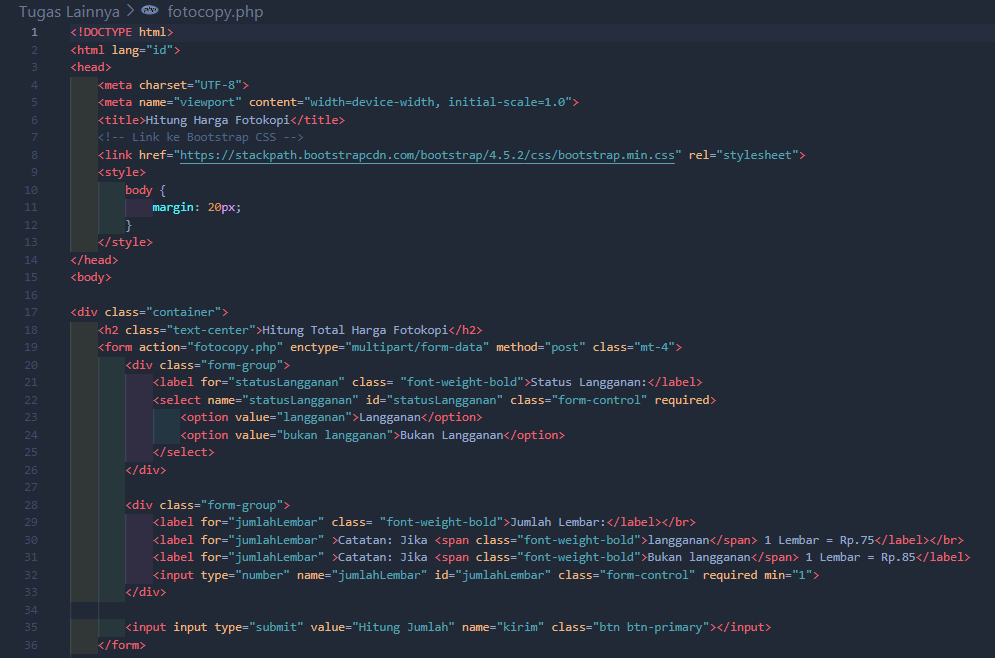 Tugas Lainnya > fotocopy.php
1 <!DOCTYPE html>
2 <html lang="id">
3 <head>
4 <meta charset="UTF-8">
5 <meta name="viewport" content="width=device-width, initial-scale=1.0">
6 <title>Hitung Harga Fotokopi</title>
7 <!-- Link ke Bootstrap CSS -->
8 <link href="https://stackpath.bootstrapcdn.com/bootstrap/4.5.2/css/bootstrap.min.css" rel="stylesheet">
9 <style>
10 body {
11 margin: 20px;
12 }
13 </style>
14 </head>
15 <body>
16
17 <div class="container">
18 <h2 class="text-center">Hitung Total Harga Fotokopi</h2>
19 <form action="fotocopy.php" enctype="multipart/form-data" method="post" class="mt-4">
20 <div class="form-group">
21 <label for="statusLangganan" class= "font-weight-bold">Status Langganan:</label>
22 <select name="statusLangganan" id="statusLangganan" class="form-control" required>
23 <option value="langganan">Langganan</option>
24 <option value="bukan langganan">Bukan Langganan</option>
25 </select>
26 </div>
27
28 <div class="form-group">
29 <label for="jumlahLembar" class= "font-weight-bold">Jumlah Lembar:</label></br>
30 <label for="jumlahLembar" >Catatan: Jika <span class="font-weight-bold">langganan</span> 1 Lembar = Rp.75</label></br>
31 <label for="jumlahLembar" >Catatan: Jika <span class="font-weight-bold">Bukan langganan</span> 1 Lembar = Rp.85</label>
32 <input type="number" name="jumlahLembar" id="jumlahLembar" class="form-control" required min="1">
33 </div>
34
35 <input input type="submit" value="Hitung Jumlah" name="kirim" class="btn btn-primary"></input>
36 </form>